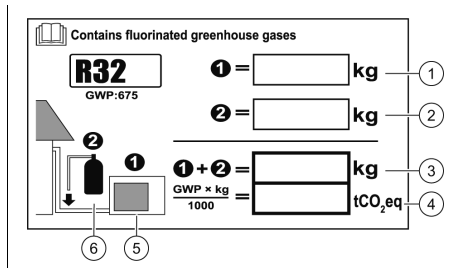 Contains fluorinated greenhouse gases
R32
GWP:675
❶ = kg ①
❷ = kg ②
❶ + ❷ = kg ③
GWP × kg
1000
= tCO₂eq ④
❷
❶
⑥ ⑤